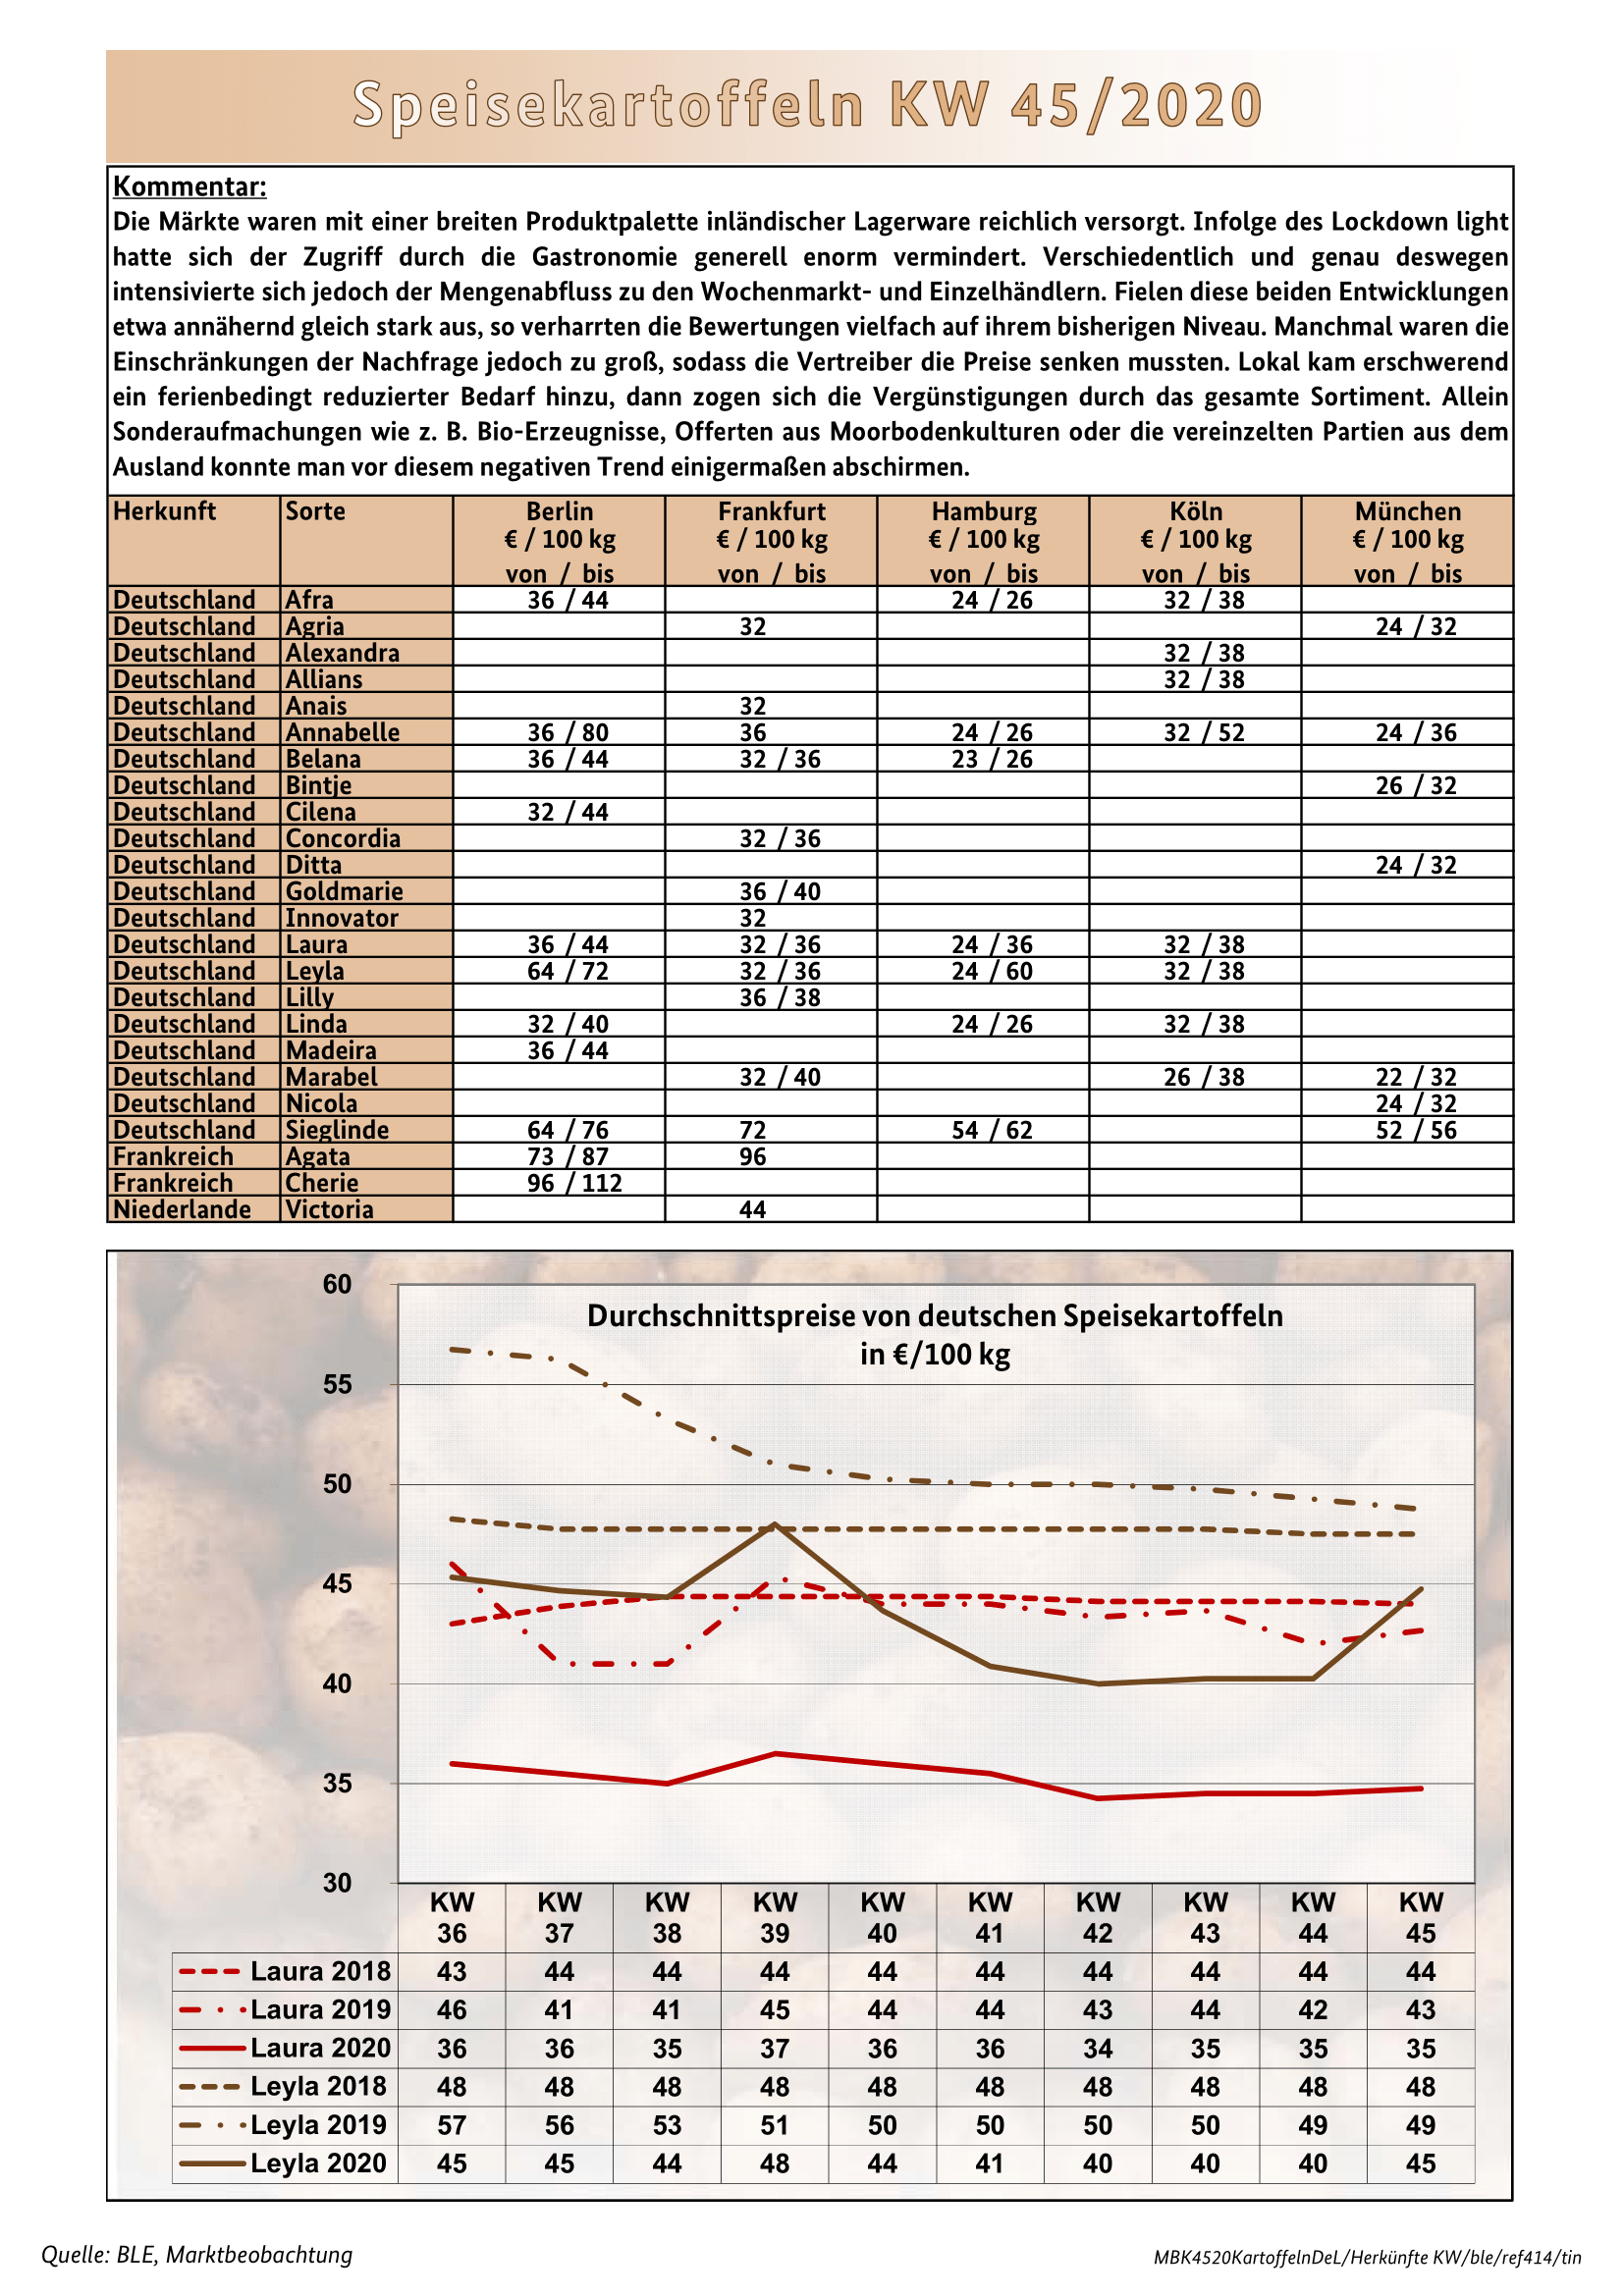 Speisekartoffeln KW 45/2020
Kommentar:
Die Märkte waren mit einer breiten Produktpalette inländischer Lagerware reichlich versorgt. Infolge des Lockdown light
hatte sich der Zugriff durch die Gastronomie generell enorm vermindert. Verschiedentlich und genau deswegen
intensivierte sich jedoch der Mengenabfluss zu den Wochenmarkt- und Einzelhändlern. Fielen diese beiden Entwicklungen
etwa annähernd gleich stark aus, so verharrten die Bewertungen vielfach auf ihrem bisherigen Niveau. Manchmal waren die
Einschränkungen der Nachfrage jedoch zu groß, sodass die Vertreiber die Preise senken mussten. Lokal kam erschwerend
ein ferienbedingt reduzierter Bedarf hinzu, dann zogen sich die Vergünstigungen durch das gesamte Sortiment. Allein
Sonderaufmachungen wie z. B. Bio-Erzeugnisse, Offerten aus Moorbodenkulturen oder die vereinzelten Partien aus dem
Ausland konnte man vor diesem negativen Trend einigermaßen abschirmen.
Herkunft Sorte Berlin Frankfurt Hamburg Köln München
€ / 100 kg € / 100 kg € / 100 kg € / 100 kg € / 100 kg
von / bis von / bis von / bis von / bis von / bis
Deutschland Afra 36 / 44 24 / 26 32 / 38
Deutschland Agria 32 24 / 32
Deutschland Alexandra 32 / 38
Deutschland Allians 32 / 38
Deutschland Anais 32
Deutschland Annabelle 36 / 80 36 24 / 26 32 / 52 24 / 36
Deutschland Belana 36 / 44 32 / 36 23 / 26
Deutschland Bintje 26 / 32
Deutschland Cilena 32 / 44
Deutschland Concordia 32 / 36
Deutschland Ditta 24 / 32
Deutschland Goldmarie 36 / 40
Deutschland Innovator 32
Deutschland Laura 36 / 44 32 / 36 24 / 36 32 / 38
Deutschland Leyla 64 / 72 32 / 36 24 / 60 32 / 38
Deutschland Lilly 36 / 38
Deutschland Linda 32 / 40 24 / 26 32 / 38
Deutschland Madeira 36 / 44
Deutschland Marabel 32 / 40 26 / 38 22 / 32
Deutschland Nicola 24 / 32
Deutschland Sieglinde 64 / 76 72 54 / 62 52 / 56
Frankreich Agata 73 / 87 96
Frankreich Cherie 96 / 112
Niederlande Victoria 44
Durchschnittspreise von deutschen Speisekartoffeln
in €/100 kg
60
55
50
45
40
35
30
KW KW KW KW KW KW KW KW KW KW
36 37 38 39 40 41 42 43 44 45
Laura 2018 43 44 44 44 44 44 44 44 44 44
Laura 2019 46 41 41 45 44 44 43 44 42 43
Laura 2020 36 36 35 37 36 36 34 35 35 35
Leyla 2018 48 48 48 48 48 48 48 48 48 48
Leyla 2019 57 56 53 51 50 50 50 50 49 49
Leyla 2020 45 45 44 48 44 41 40 40 40 45
Quelle: BLE, Marktbeobachtung
MBK4520KartoffelnDeL/Herkünfte KW/ble/ref414/tin